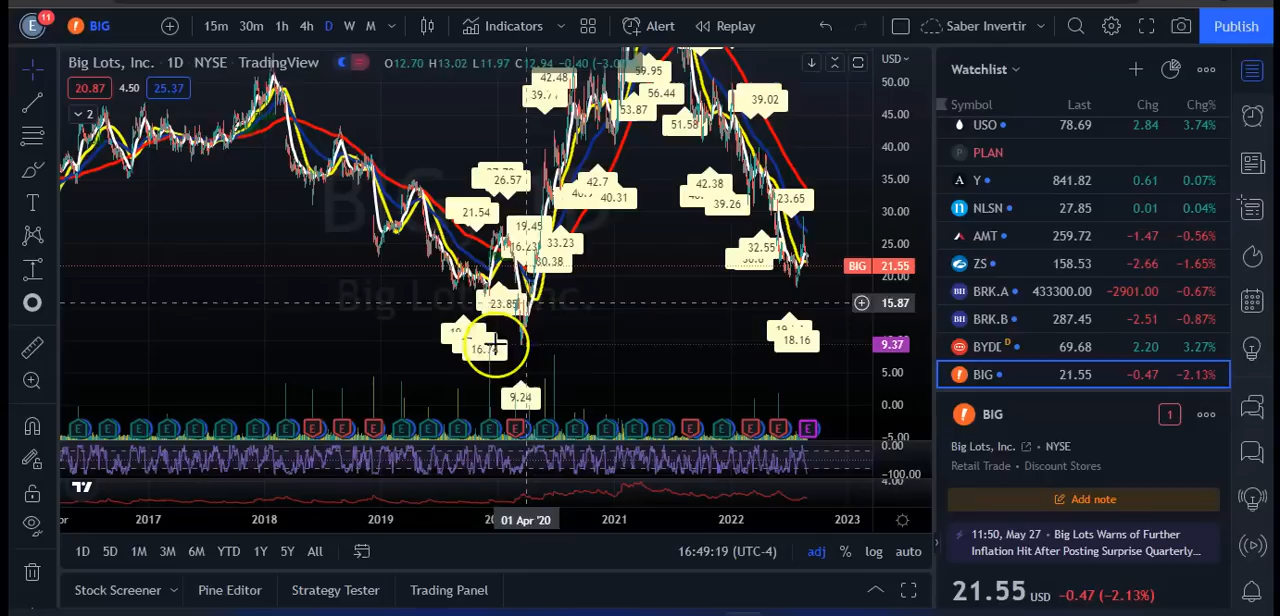 E 11 BIG 15m 30m 1h 4h D W M Indicators Alert Replay Saber Invertir Publish
Big Lots, Inc. · 1D · NYSE · TradingView O12.70 H13.02 L11.97 C12.94 -0.40
20.87 4.50 25.37
2
USD
50.00
45.00
40.00
35.00
30.00
25.00
BIG 21.55
20.00
15.87
9.37
5.00
0.00
-5.00
0.00
-100.00
4.00
42.48
59.95
56.44
53.87
51.58
39.02
26.57
42.7
40.31
42.38
39.26
23.65
21.54
19.45
33.23
30.38
32.55
23.85
18.16
9.24
Big Lots, Inc.
2017 2018 2019 01 Apr '20 2021 2022 2023
1D 5D 1M 3M 6M YTD 1Y 5Y All 16:49:19 (UTC-4) adj % log auto
Stock Screener Pine Editor Strategy Tester Trading Panel
Watchlist
Symbol Last Chg Chg%
USO 78.69 2.84 3.74%
PLAN
Y 841.82 0.61 0.07%
NLSN 27.85 0.01 0.04%
AMT 259.72 -1.47 -0.56%
ZS 158.53 -2.66 -1.65%
BRK.A 433300.00 -2901.00 -0.67%
BRK.B 287.45 -2.51 -0.87%
BYDD 69.68 2.20 3.27%
BIG 21.55 -0.47 -2.13%
BIG 1
Big Lots, Inc. · NYSE
Retail Trade · Discount Stores
Add note
11:50, May 27 · Big Lots Warns of Further
Inflation Hit After Posting Surprise Quarterly...
21.55 USD -0.47 (-2.13%)